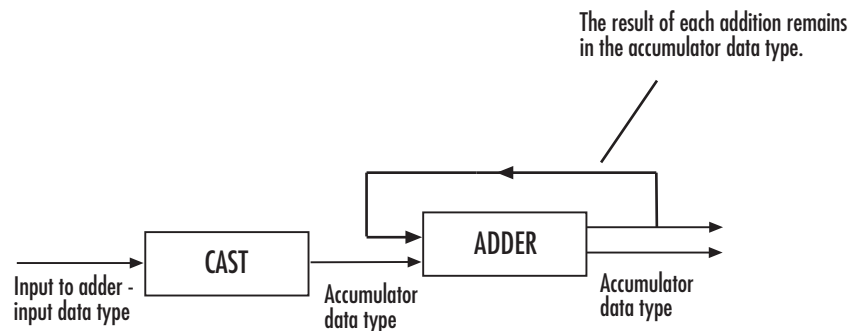 The result of each addition remains
in the accumulator data type.
CAST
ADDER
Input to adder -
input data type
Accumulator
data type
Accumulator
data type